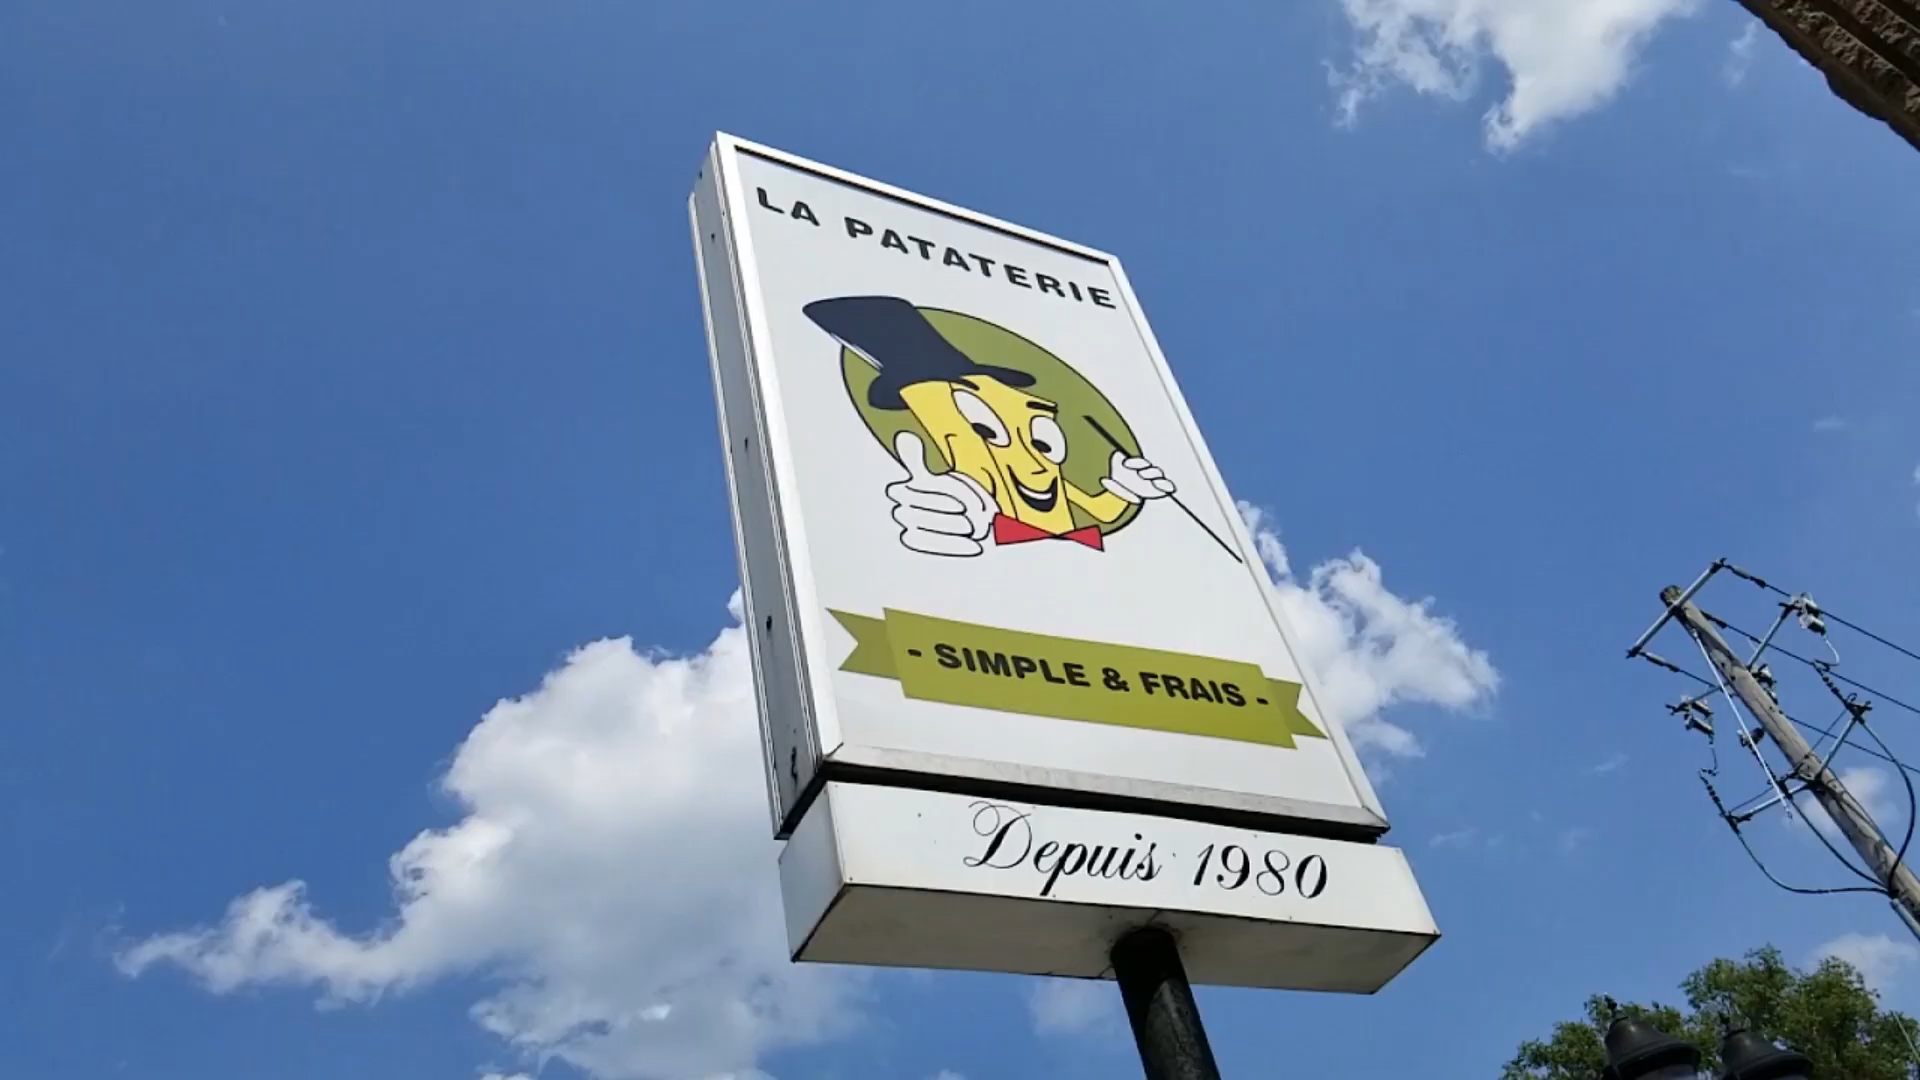 LA PATATERIE
- SIMPLE & FRAIS -
Depuis 1980